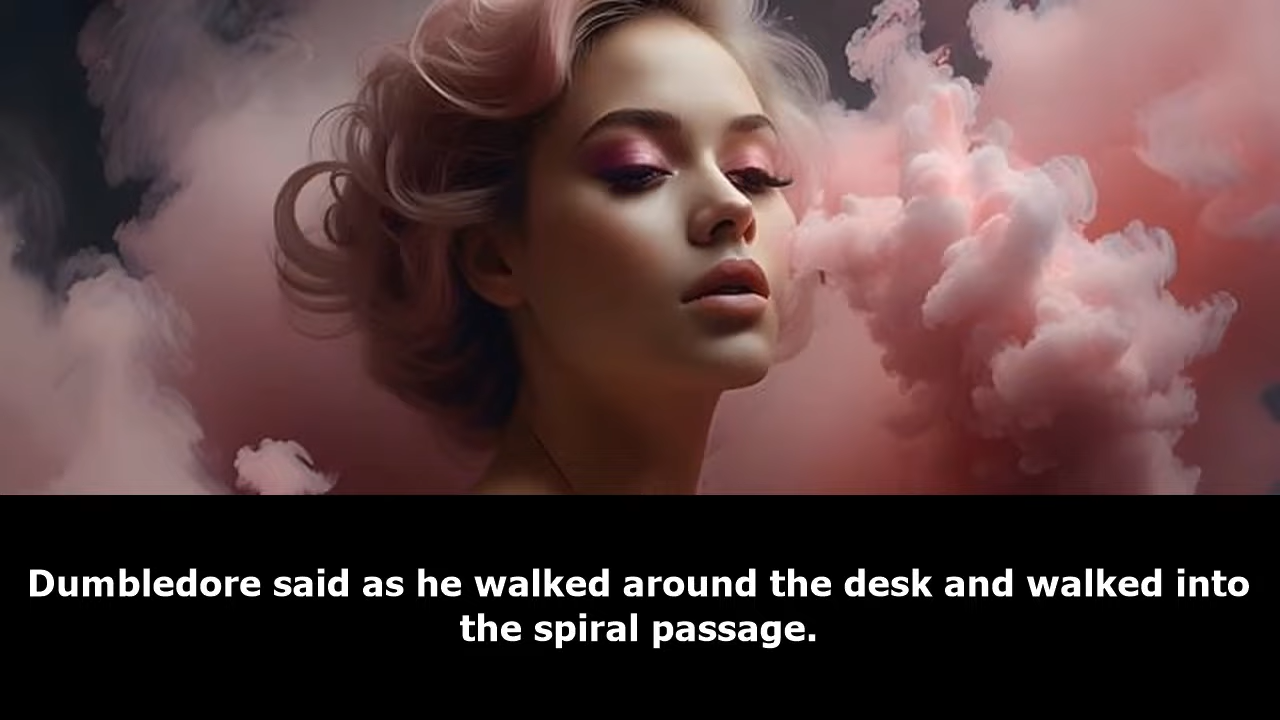 Dumbledore said as he walked around the desk and walked into
the spiral passage.